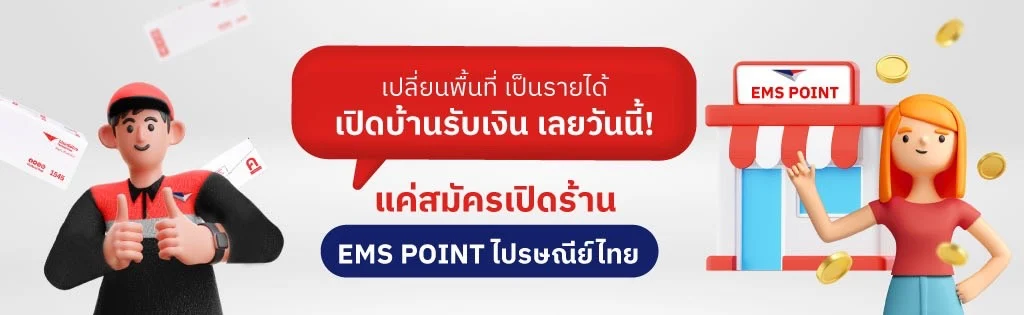 เปลี่ยนพื้นที่ เป็นรายได้
เปิดบ้านรับเงิน เลยวันนี้!
แค่สมัครเปิดร้าน
EMS POINT ไปรษณีย์ไทย
EMS POINT
1545